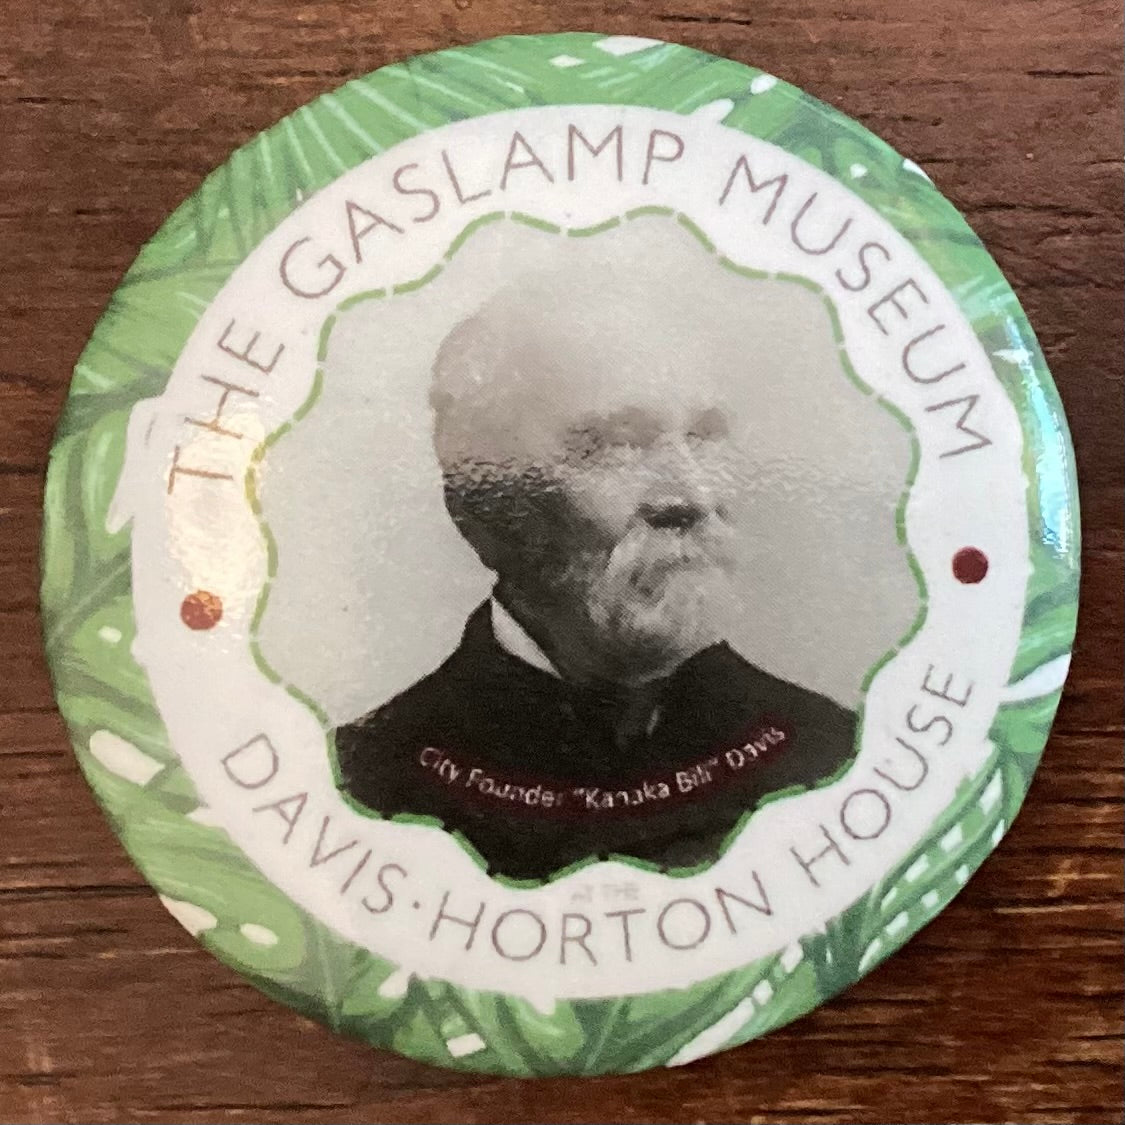 THE GASLAMP MUSEUM
City Founder "Kanaka Bill" Davis
AT THE
DAVIS·HORTON HOUSE